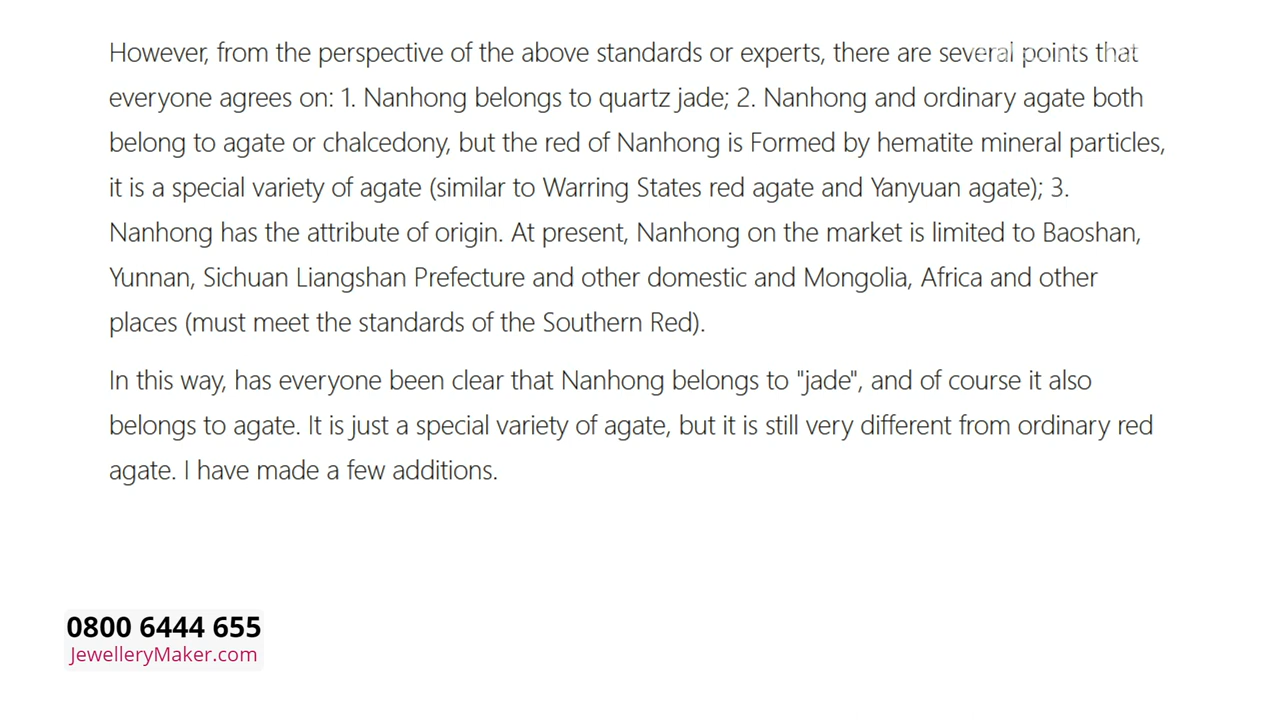 However, from the perspective of the above standards or experts, there are several points that
everyone agrees on: 1. Nanhong belongs to quartz jade; 2. Nanhong and ordinary agate both
belong to agate or chalcedony, but the red of Nanhong is Formed by hematite mineral particles,
it is a special variety of agate (similar to Warring States red agate and Yanyuan agate); 3.
Nanhong has the attribute of origin. At present, Nanhong on the market is limited to Baoshan,
Yunnan, Sichuan Liangshan Prefecture and other domestic and Mongolia, Africa and other
places (must meet the standards of the Southern Red).
In this way, has everyone been clear that Nanhong belongs to "jade", and of course it also
belongs to agate. It is just a special variety of agate, but it is still very different from ordinary red
agate. I have made a few additions.
0800 6444 655
JewelleryMaker.com